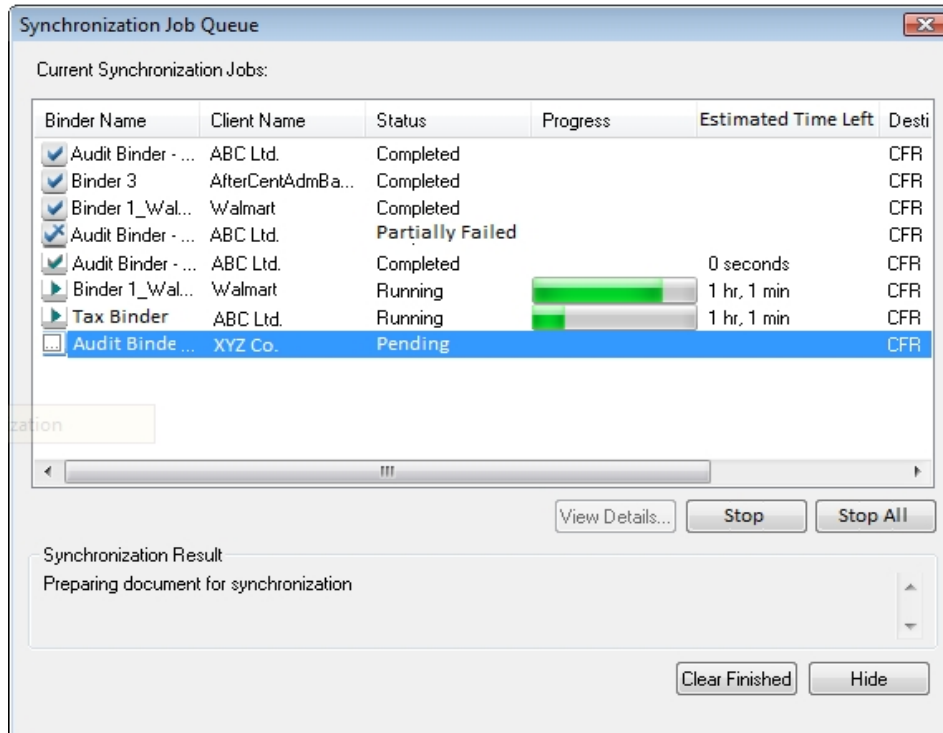 Synchronization Job Queue
Current Synchronization Jobs:
Binder Name Client Name Status Progress Estimated Time Left Desti
Audit Binder - ... ABC Ltd. Completed CFR
Binder 3 AfterCentAdmBa... Completed CFR
Binder 1_Wal... Walmart Completed CFR
Audit Binder - ... ABC Ltd. Partially Failed CFR
Audit Binder - ... ABC Ltd. Completed 0 seconds CFR
Binder 1_Wal... Walmart Running 1 hr, 1 min CFR
Tax Binder ABC Ltd. Running 1 hr, 1 min CFR
Audit Binde ... XYZ Co. Pending CFR
zation
View Details... Stop Stop All
Synchronization Result
Preparing document for synchronization
Clear Finished Hide